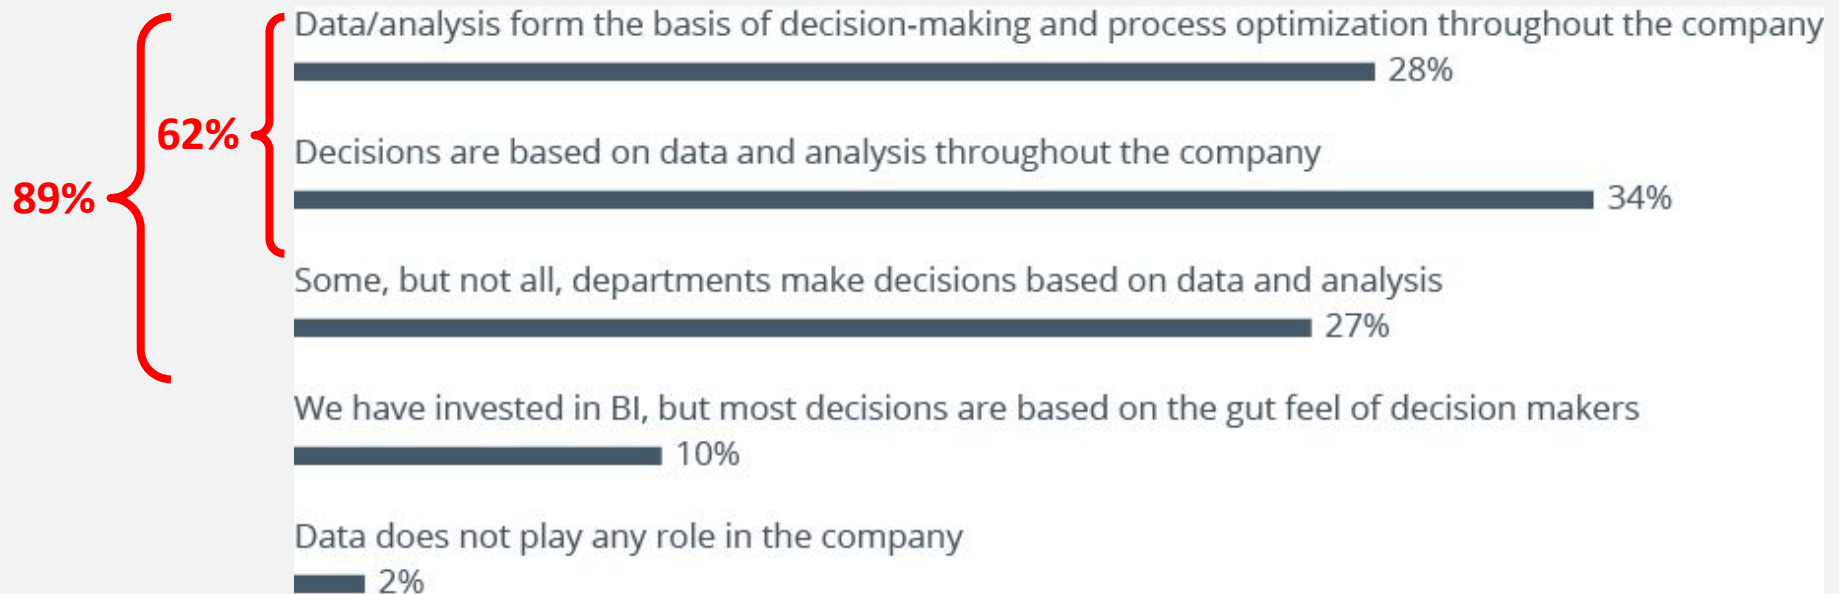 Data/analysis form the basis of decision-making and process optimization throughout the company
28%
62%
Decisions are based on data and analysis throughout the company
89%
34%
Some, but not all, departments make decisions based on data and analysis
27%
We have invested in BI, but most decisions are based on the gut feel of decision makers
10%
Data does not play any role in the company
2%